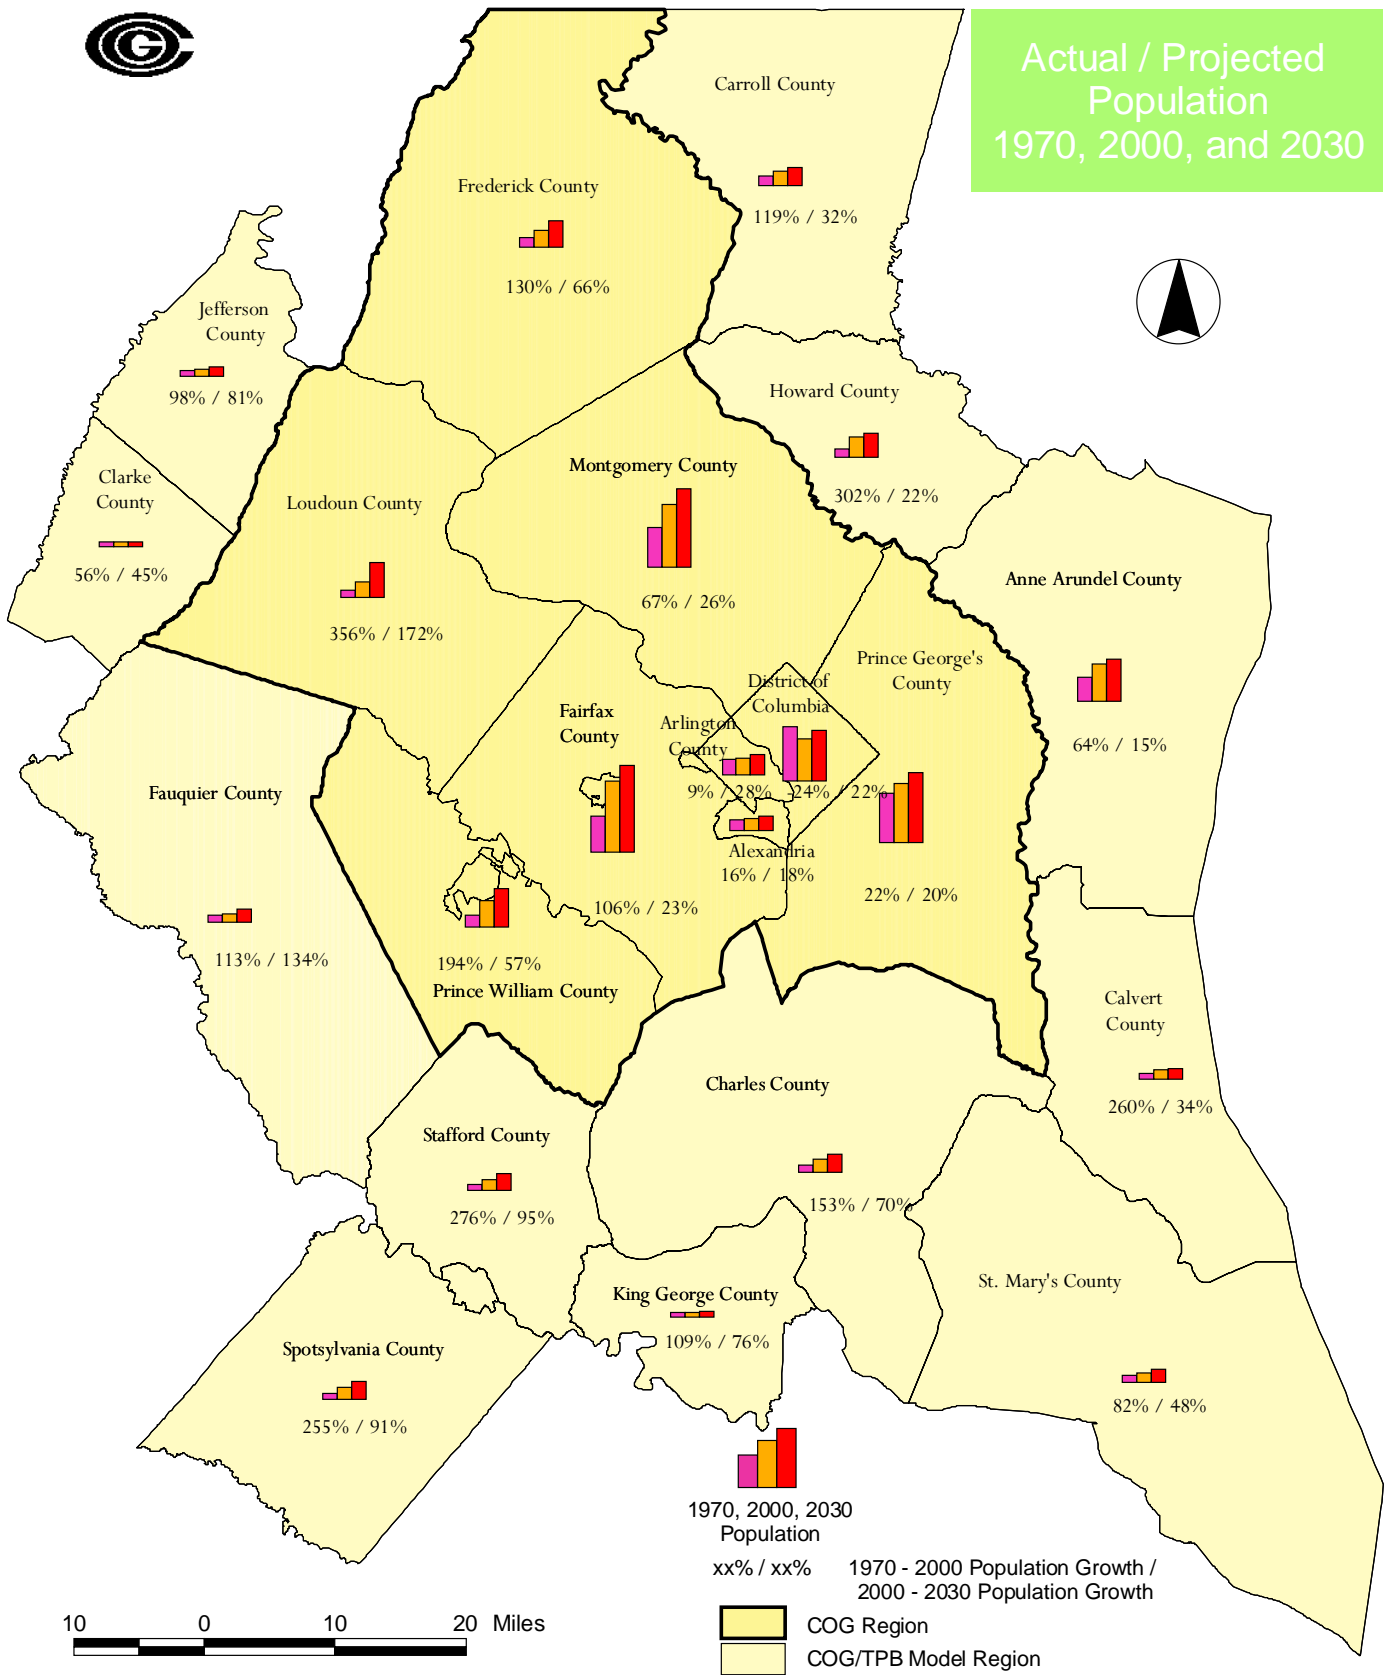 Actual / Projected
Population
1970, 2000, and 2030
Carroll County
119% / 32%
Frederick County
130% / 66%
Jefferson
County
98% / 81%
Howard County
302% / 22%
Clarke
County
56% / 45%
Loudoun County
356% / 172%
Montgomery County
67% / 26%
Anne Arundel County
64% / 15%
Prince George's
County
22% / 20%
District of
Columbia
-24% / 22%
Arlington
County
9% / 28%
Fairfax
County
106% / 23%
Alexandria
16% / 18%
Fauquier County
113% / 134%
194% / 57%
Prince William County
Calvert
County
260% / 34%
Charles County
153% / 70%
Stafford County
276% / 95%
King George County
109% / 76%
St. Mary's County
82% / 48%
Spotsylvania County
255% / 91%
1970, 2000, 2030
Population
xx% / xx%
1970 - 2000 Population Growth /
2000 - 2030 Population Growth
COG Region
COG/TPB Model Region
10 0 10 20 Miles